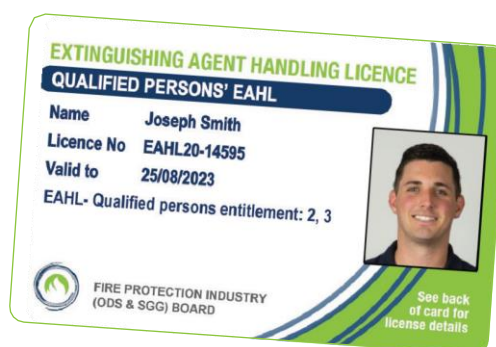 EXTINGUISHING AGENT HANDLING LICENCE
QUALIFIED PERSONS' EAHL
Name Joseph Smith
Licence No EAHL20-14595
Valid to 25/08/2023
EAHL- Qualified persons entitlement: 2, 3
FIRE PROTECTION INDUSTRY
(ODS & SGG) BOARD
See back
of card for
license details